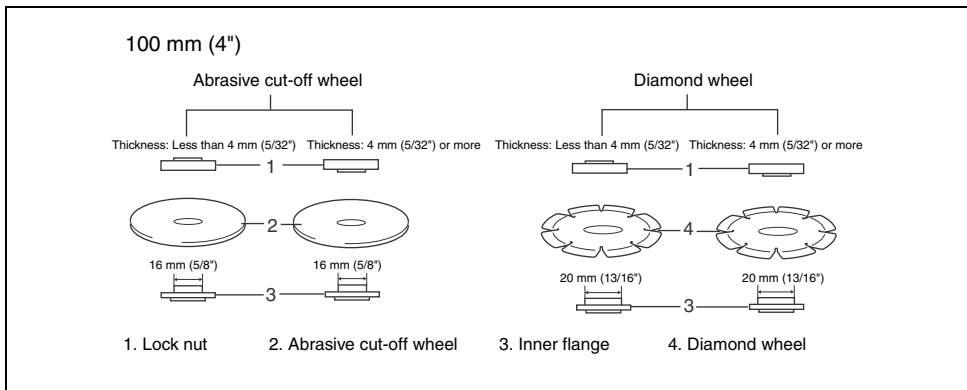 100 mm (4")
Abrasive cut-off wheel
Diamond wheel
Thickness: Less than 4 mm (5/32")
Thickness: 4 mm (5/32") or more
Thickness: Less than 4 mm (5/32")
Thickness: 4 mm (5/32") or more
1
1
2
4
16 mm (5/8")
16 mm (5/8")
20 mm (13/16")
20 mm (13/16")
3
3
1. Lock nut
2. Abrasive cut-off wheel
3. Inner flange
4. Diamond wheel